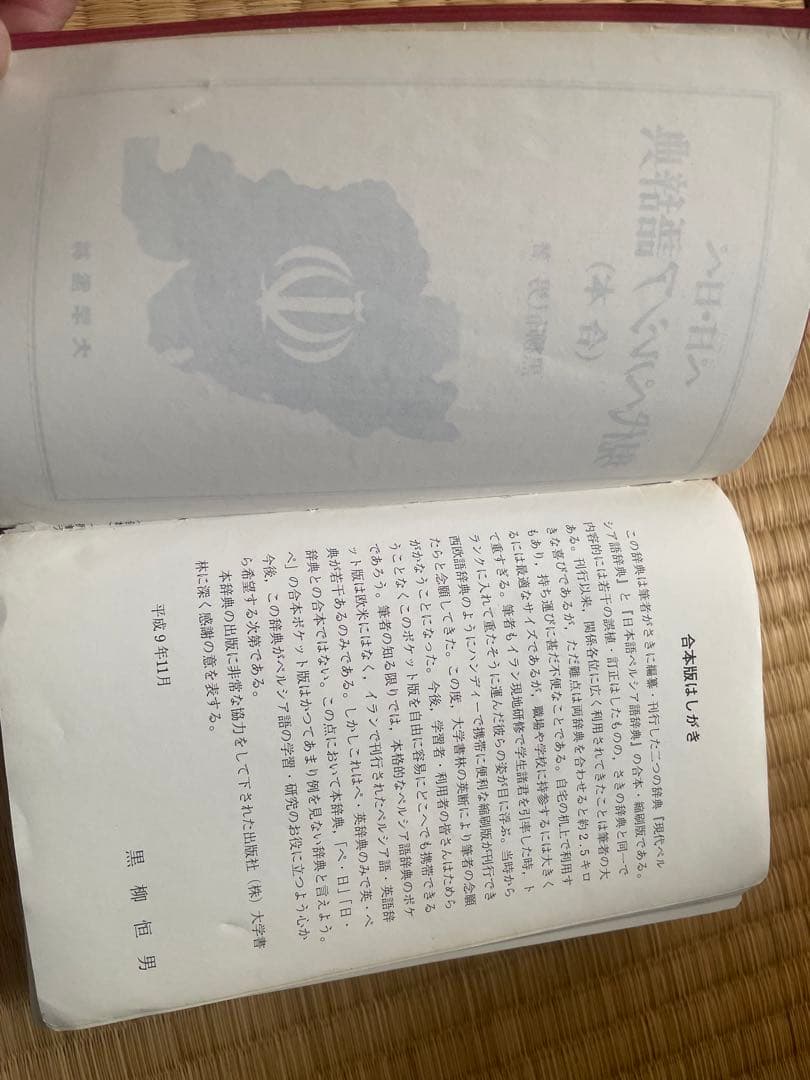 ペ日・日ペ
現代ペルシア語辞典
(合本)
黒柳恒男 著
大学書林
合本版はしがき
この辞典は筆者がさきに編纂・刊行した二つの辞典『現代ペル
シア語辞典』と『日本語ペルシア語辞典』の合本・縮刷版である。
内容的には若干の誤植・訂正はしたものの、さきの辞典と同一で
ある。刊行以来、関係各位に広く利用されてきたことは筆者の大
きな喜びであるが、ただ難点は両辞典を合わせると約2.5キロ
もあり、持ち運びに甚だ不便なことである。自宅の机上で利用す
るには最適なサイズであるが、職場や学校に持参するには大きく
て重すぎる。筆者もイラン現地研修で学生諸君を引率した時、ト
ランクに入れて重たそうに運んだ彼らの姿が目に浮ぶ。当時から
西欧語辞典のようにハンディーで携帯に便利な縮刷版が刊行でき
たらと念願してきた。この度、大学書林の英断により筆者の念願
がかなうことになった。今後、学習者・利用者の皆さんはためら
うことなくこのポケット版を自由に容易にどこへでも携帯できる
であろう。筆者の知る限りでは、本格的なペルシア語辞典のポケ
ット版は欧米にはなく、イランで刊行されたペルシア語・英語辞
典が若干あるのみである。しかしこれはペ・英辞典のみで英・ペ
辞典との合本ではない。この点において本辞典、「ペ・日」「日・
ペ」の合本ポケット版はかつてあまり例を見ない辞典と言えよう。
今後、この辞典がペルシア語の学習・研究のお役に立つよう心か
ら希望する次第である。
本辞典の出版に非常な協力をして下された出版社（株）大学書
林に深く感謝の意を表する。
平成9年11月
黒柳恒男